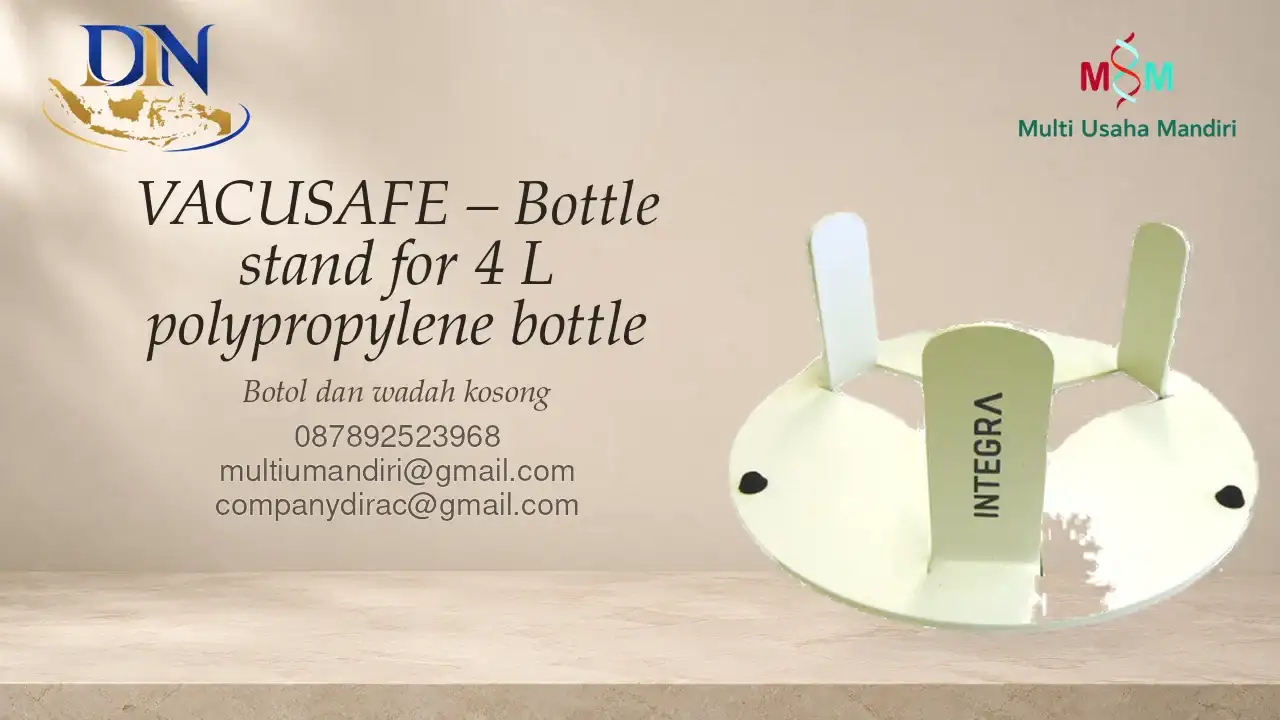 DN
MSM
Multi Usaha Mandiri
VACUSAFE – Bottle
stand for 4 L
polypropylene bottle
Botol dan wadah kosong
087892523968
multiumandiri@gmail.com
companydirac@gmail.com
INTEGRA